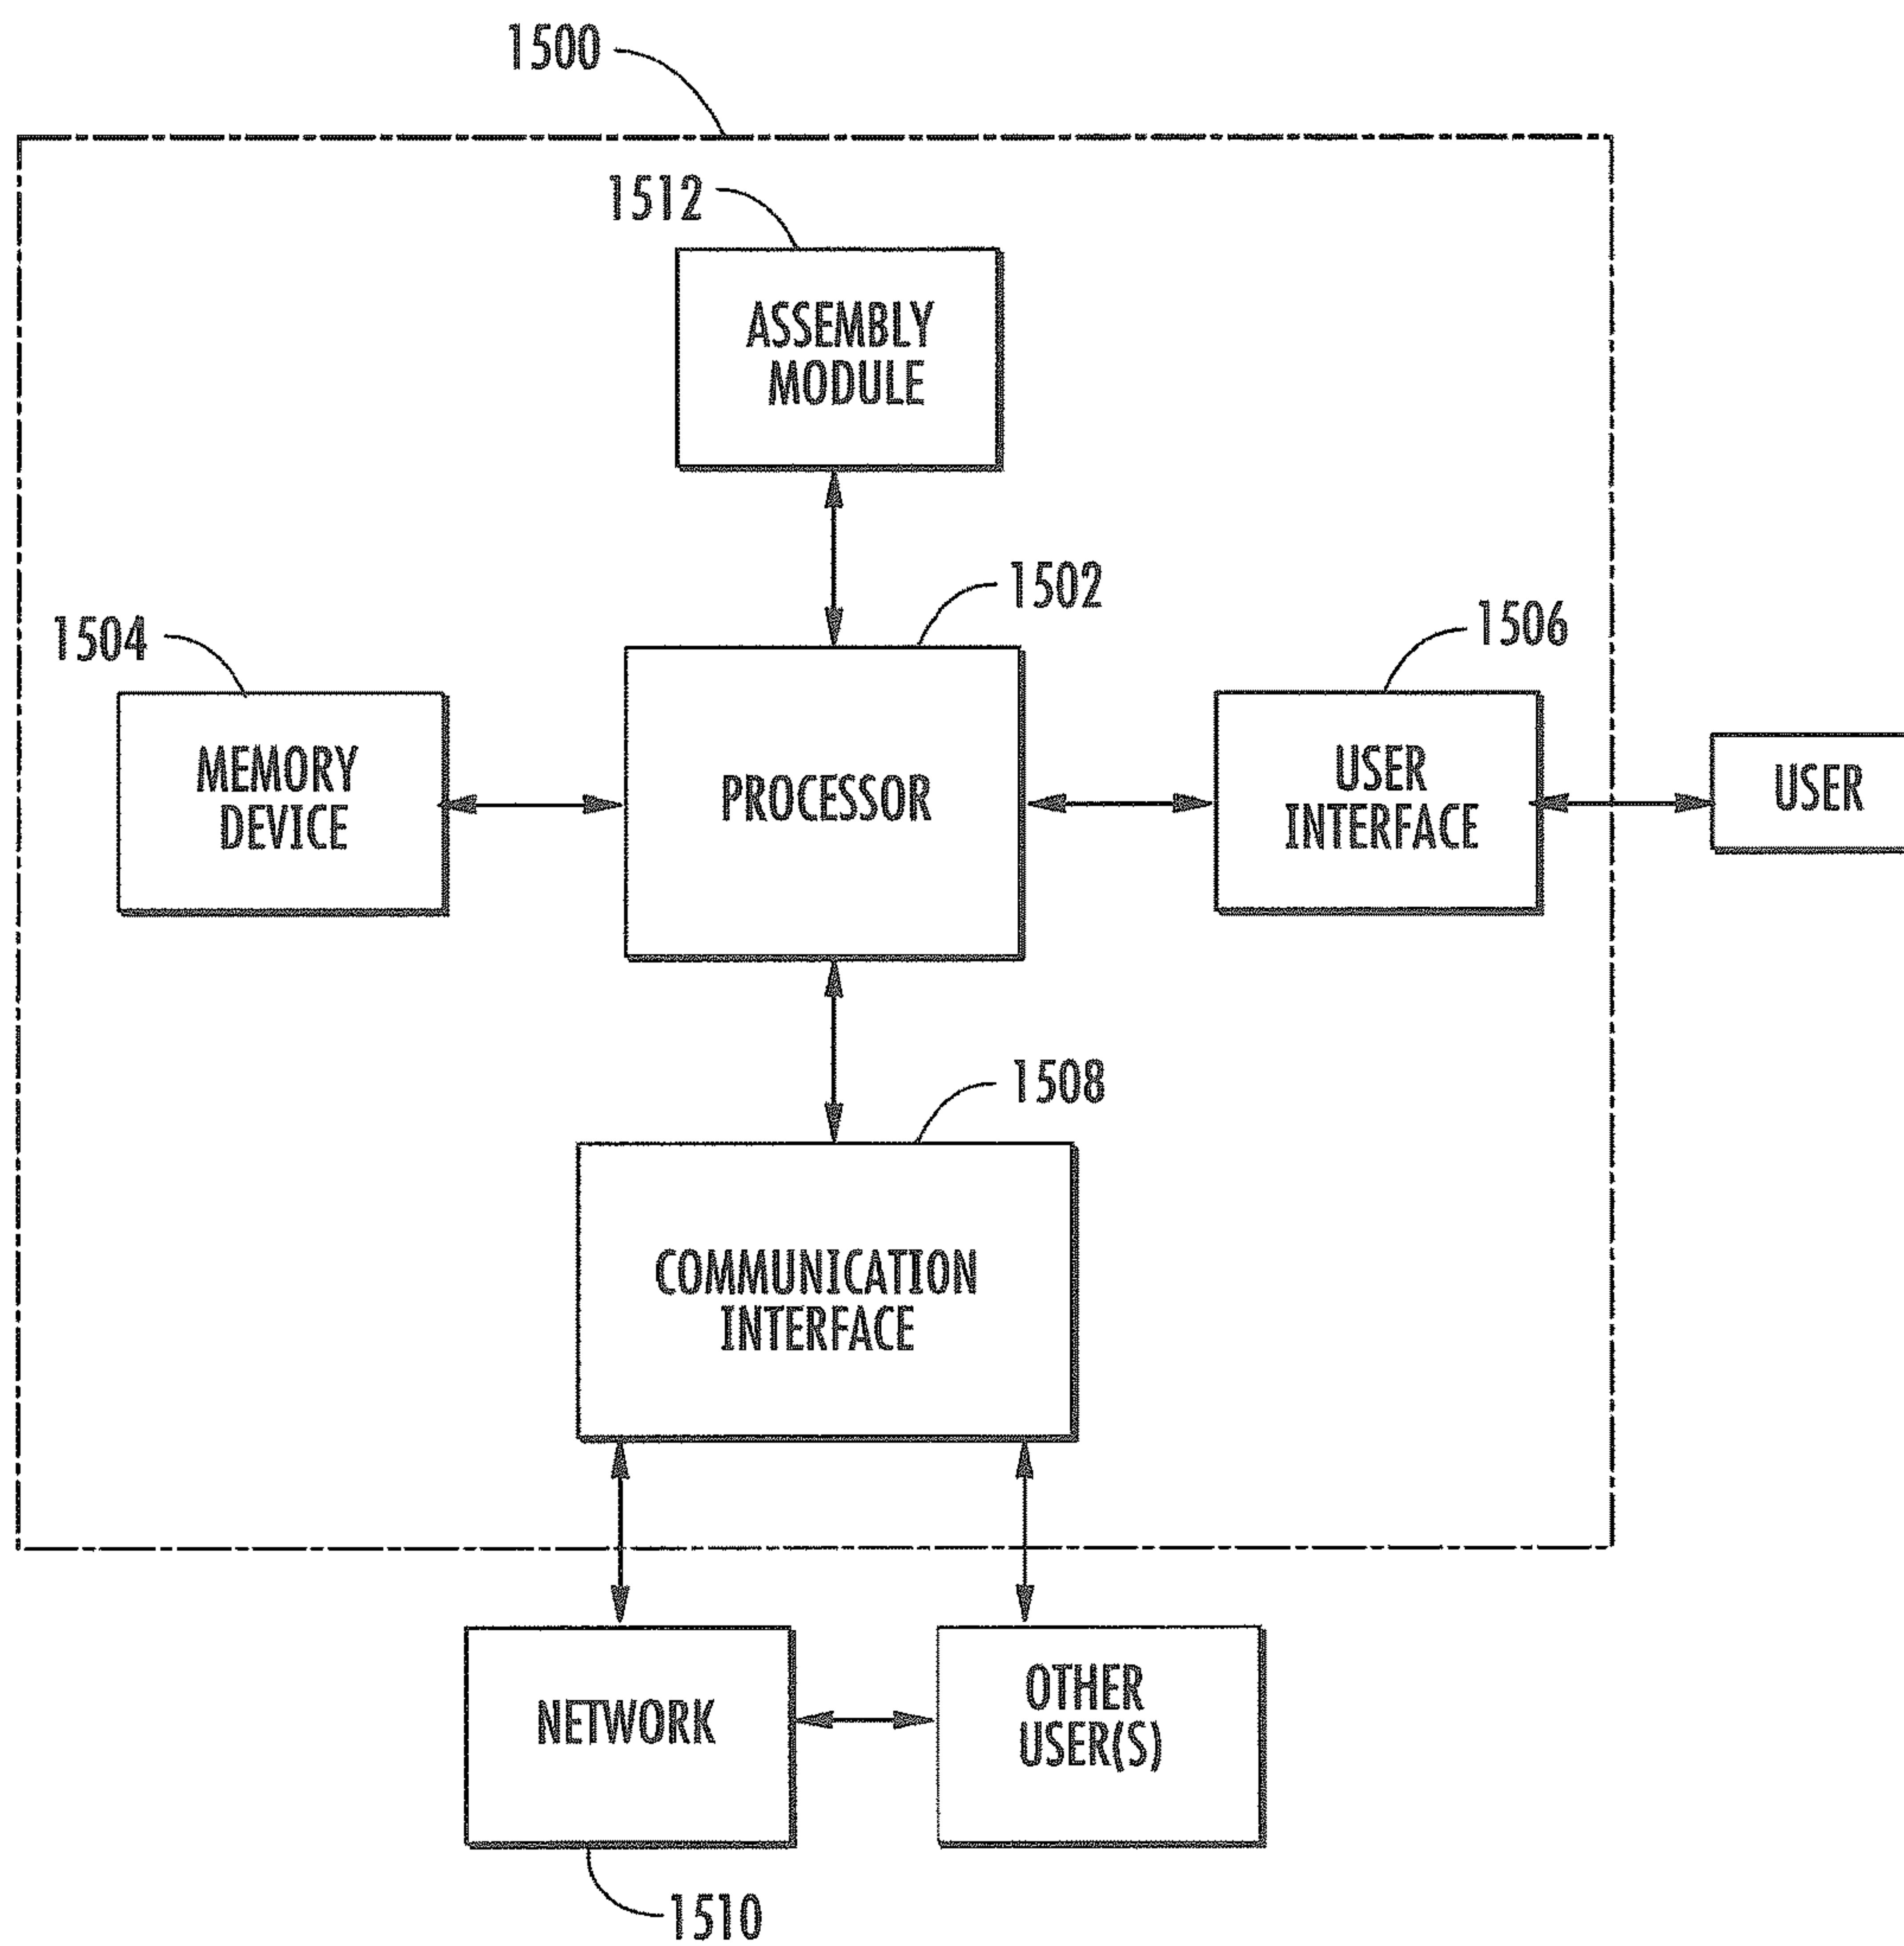 1500
1512
ASSEMBLY
MODULE
1502
1504
1506
MEMORY
DEVICE
PROCESSOR
USER
INTERFACE
USER
1508
COMMUNICATION
INTERFACE
NETWORK
OTHER
USER(S)
1510